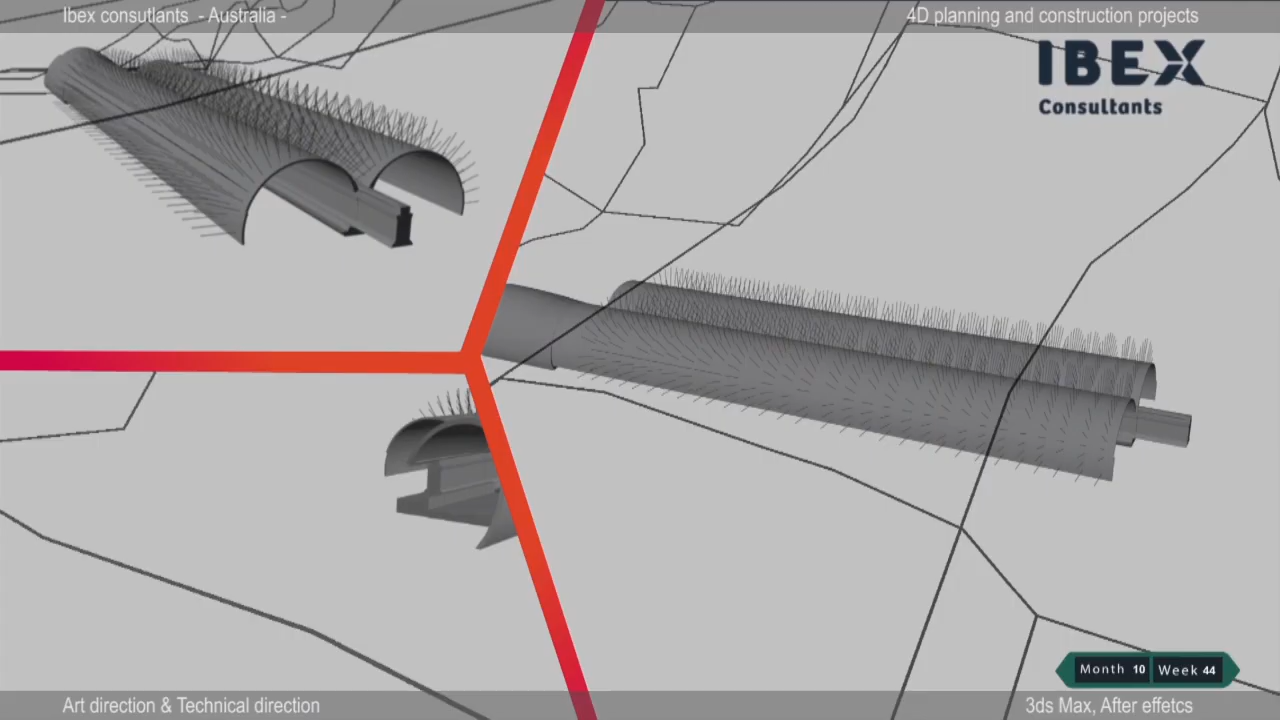 Ibex consutlants - Australia -
4D planning and construction projects
IBEX
Consultants
Month 10 Week 44
Art direction & Technical direction
3ds Max, After effetcs